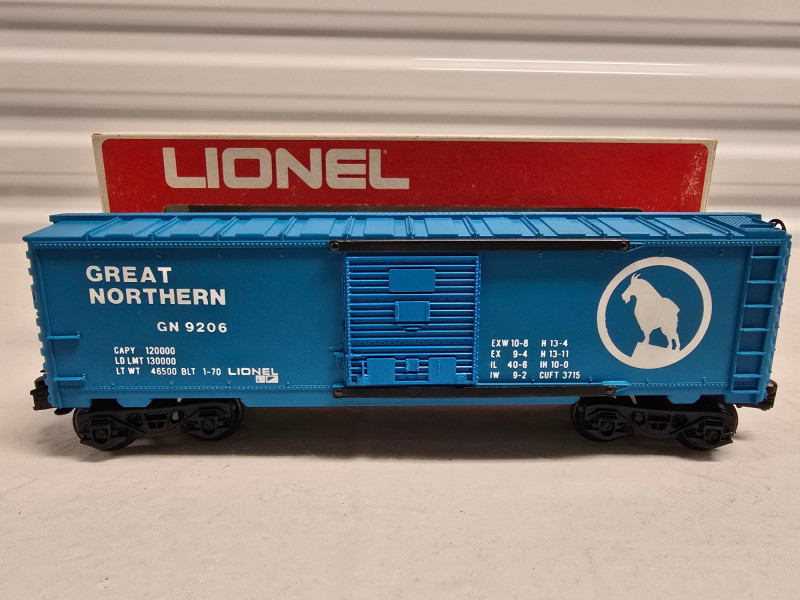 LIONEL
GREAT
NORTHERN
GN 9206
CAPY 120000
LD LMT 130000
LT WT 46500 BLT 1-70 LIONEL
EXW 10-8 H 13-4
EX 9-4 H 13-11
IL 40-6 IH 10-0
IW 9-2 CUFT 3715